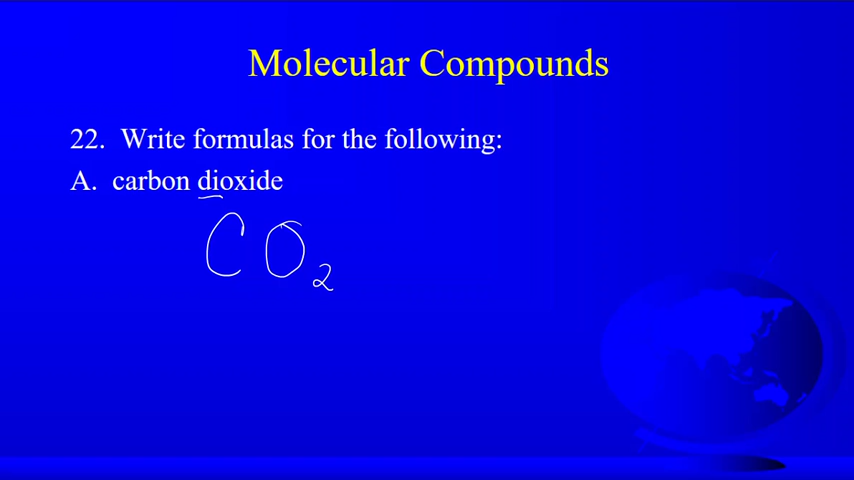 Molecular Compounds
22. Write formulas for the following:
A. carbon dioxide
CO₂